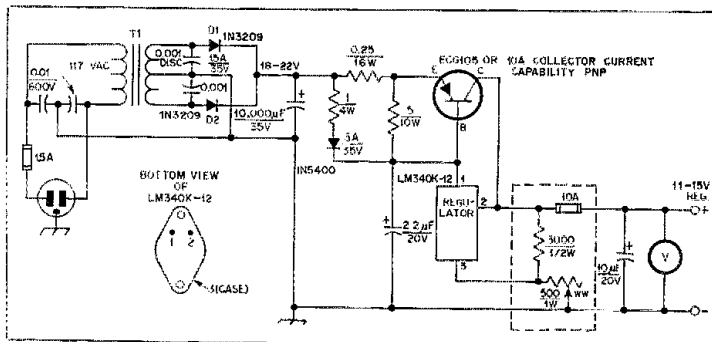 T1
D1
1N3209
117 VAC
0.001
DISC
15A
35V
0.001
1N3209
D2
0.01
600V
15A
18-22V
10,000µF
35V
0.25
16W
1
4W
3A
35V
1N5400
5
10W
ECG105 OR 10A COLLECTOR CURRENT
CAPABILITY PNP
E
C
B
LM340K-12
1
REGU-
LATOR
2
3
2.2µF
20V
BOTTOM VIEW
OF
LM340K-12
1 2
3(CASE)
10A
3000
1/2W
500
1W
WW
10µF
20V
V
11-15V
REG.
+
-